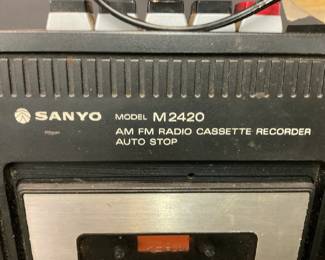 SANYO MODEL M2420
AM FM RADIO CASSETTE RECORDER
AUTO STOP